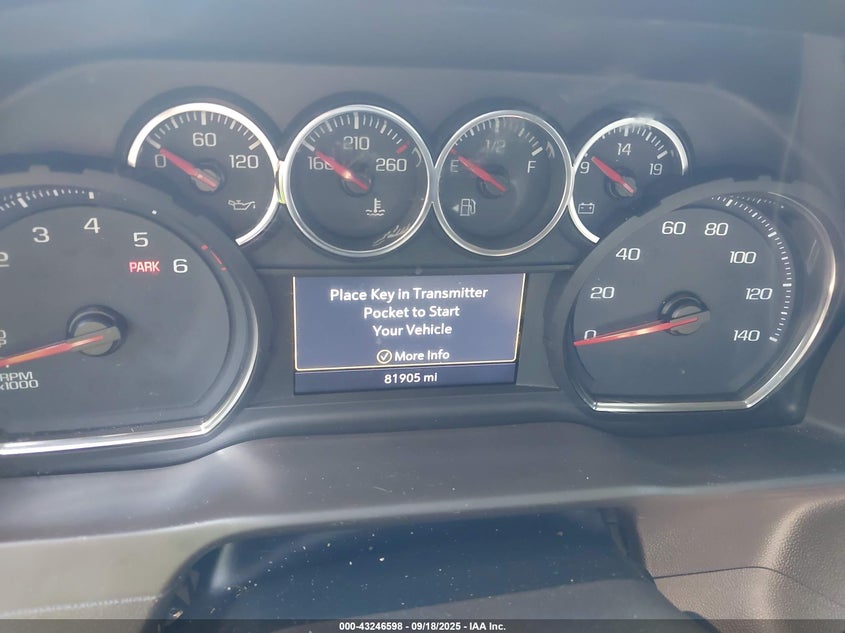 0 60 120
160 210 260
E 1/2 F
9 14 19
3 4 5 6
PARK
RPM
x1000
Place Key in Transmitter
Pocket to Start
Your Vehicle
More Info
81905 mi
0 20 40 60 80 100 120 140
000-43246598 - 09/18/2025 - IAA Inc.